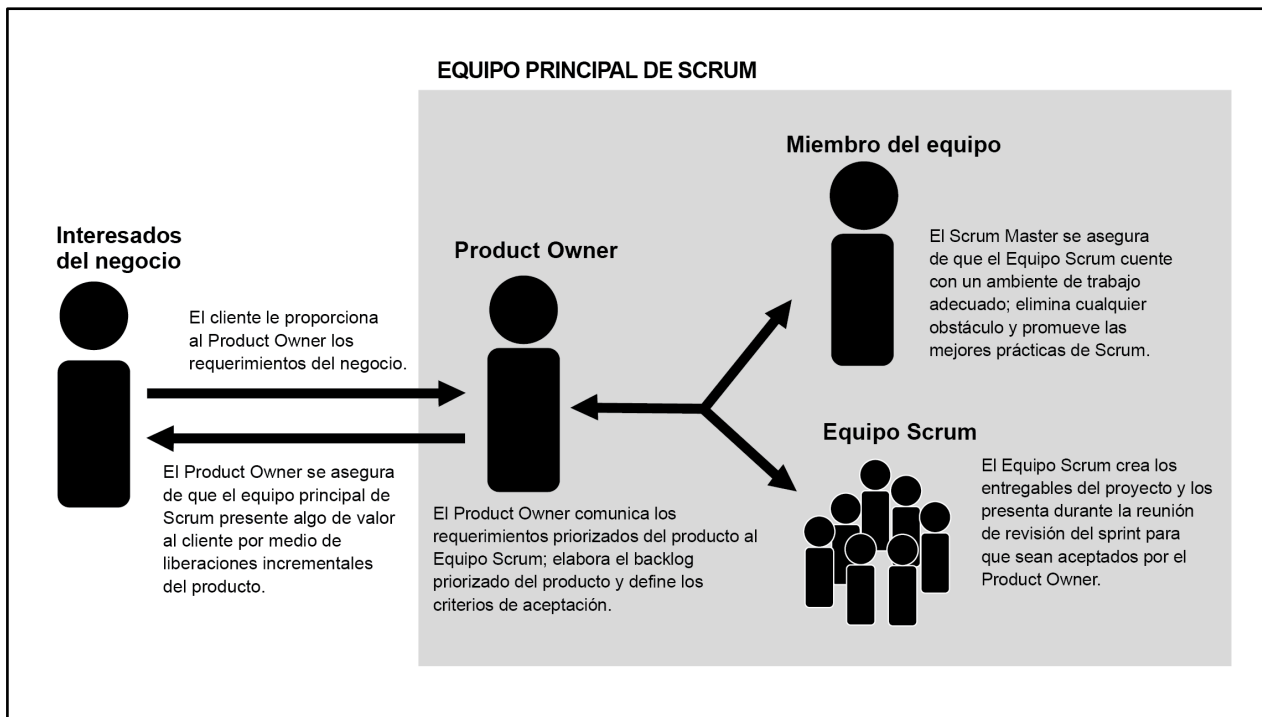 EQUIPO PRINCIPAL DE SCRUM
Interesados
del negocio
El cliente le proporciona
al Product Owner los
requerimientos del negocio.
El Product Owner se asegura
de que el equipo principal de
Scrum presente algo de valor
al cliente por medio de
liberaciones incrementales
del producto.
Product Owner
El Product Owner comunica los
requerimientos priorizados del producto al
Equipo Scrum; elabora el backlog
priorizado del producto y define los
criterios de aceptación.
Miembro del equipo
El Scrum Master se asegura
de que el Equipo Scrum cuente
con un ambiente de trabajo
adecuado; elimina cualquier
obstáculo y promueve las
mejores prácticas de Scrum.
Equipo Scrum
El Equipo Scrum crea los
entregables del proyecto y los
presenta durante la reunión
de revisión del sprint para
que sean aceptados por el
Product Owner.